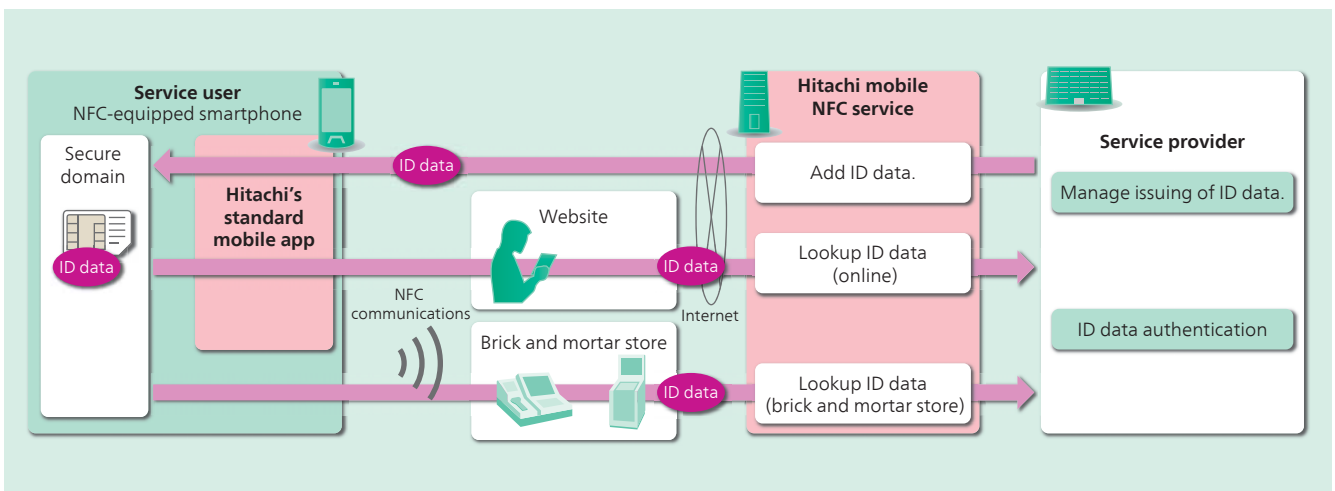 Service user
NFC-equipped smartphone
Secure
domain
ID data
Hitachi's
standard
mobile app
ID data
Website
ID data
NFC
communications
Internet
Brick and mortar store
ID data
Hitachi mobile
NFC service
Add ID data.
Lookup ID data
(online)
Lookup ID data
(brick and mortar store)
Service provider
Manage issuing of ID data.
ID data authentication